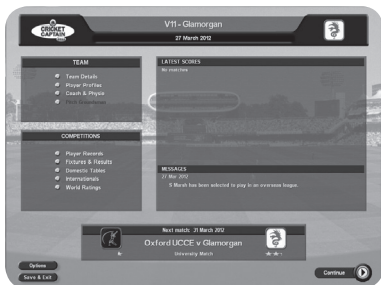 CRICKET
CAPTAIN
V11 - Glamorgan
27 March 2012
TEAM
Team Details
Player Profiles
Coach & Physio
Pitch Groundsman
COMPETITIONS
Player Records
Fixtures & Results
Domestic Tables
Internationals
World Ratings
LATEST SCORES
No matches
MESSAGES
27 Mar 2012
S Marsh has been selected to play in an overseas league.
Next match: 31 March 2012
Oxford UCCE v Glamorgan
University Match
Options
Save & Exit
Continue